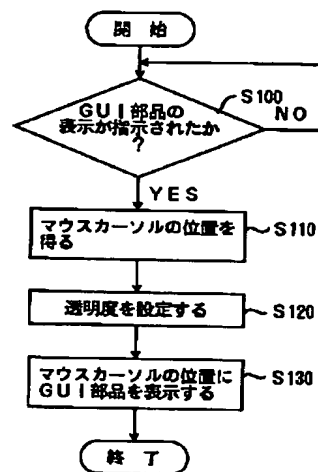 開 始
GUI部品の
表示が指示されたか
?
S100
NO
YES
マウスカーソルの位置を
得る
S110
透明度を設定する
S120
マウスカーソルの位置に
GUI部品を表示する
S130
終 了